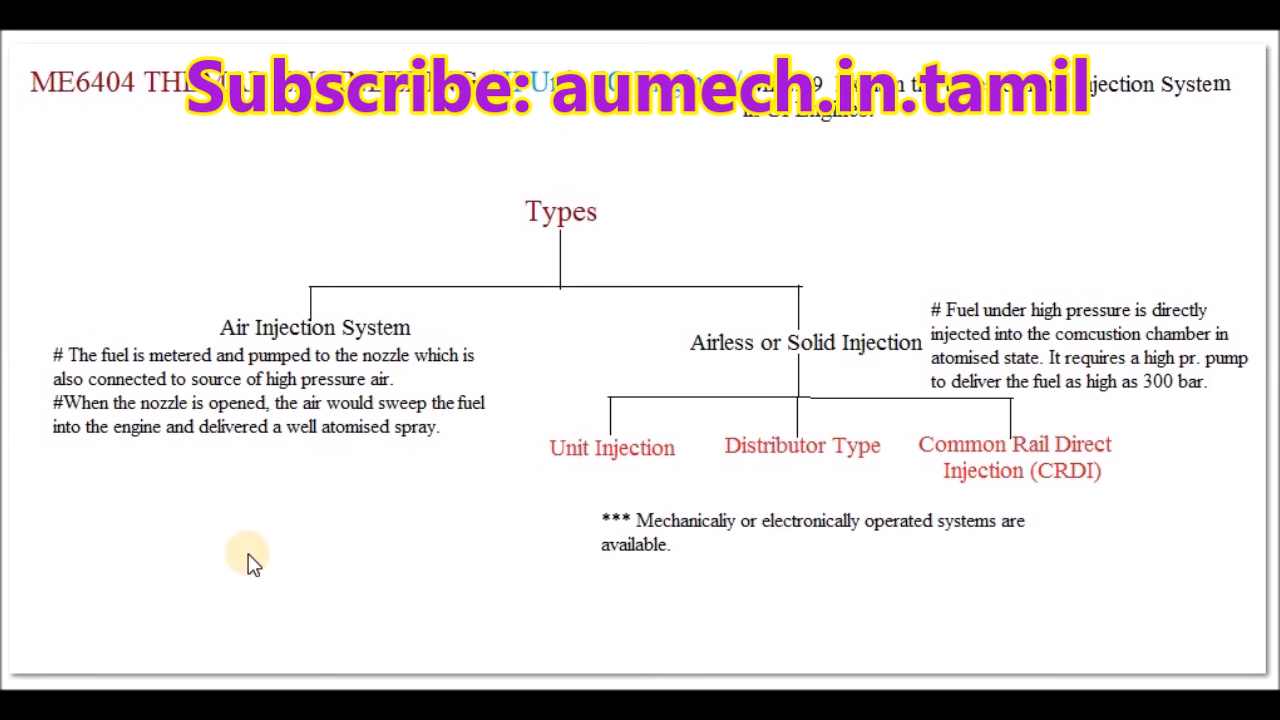 Subscribe: aumech.in.tamil
ME6404 jection System
Types
Air Injection System
# The fuel is metered and pumped to the nozzle which is
also connected to source of high pressure air.
#When the nozzle is opened, the air would sweep the fuel
into the engine and delivered a well atomised spray.
Airless or Solid Injection
# Fuel under high pressure is directly
injected into the comcustion chamber in
atomised state. It requires a high pr. pump
to deliver the fuel as high as 300 bar.
Unit Injection
Distributor Type
Common Rail Direct
Injection (CRDI)
*** Mechanicaliy or electronically operated systems are
available.